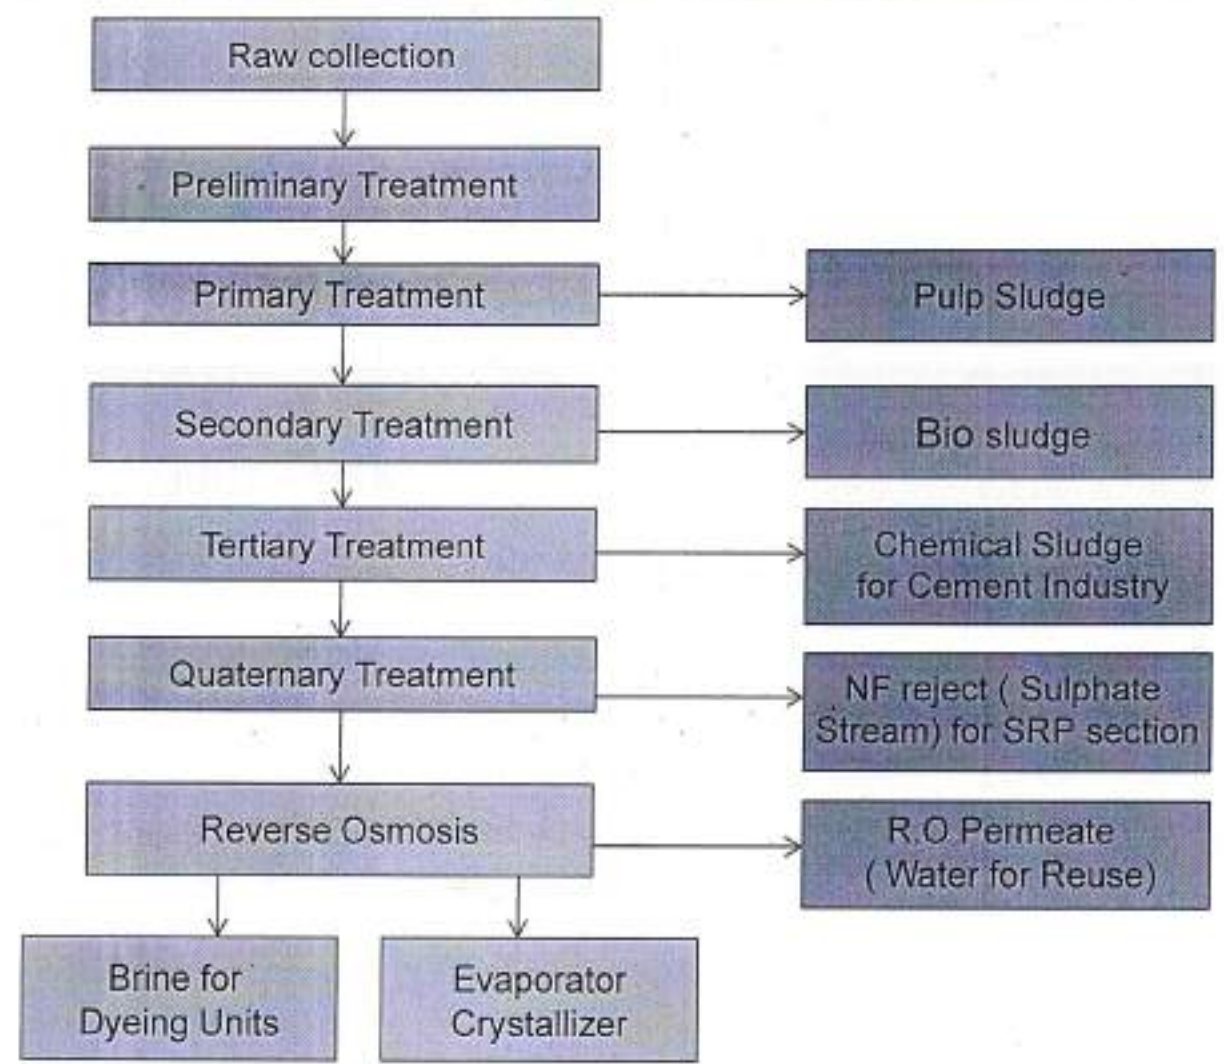 Raw collection
Preliminary Treatment
Primary Treatment
Pulp Sludge
Secondary Treatment
Bio sludge
Tertiary Treatment
Chemical Sludge
for Cement Industry
Quaternary Treatment
NF reject ( Sulphate
Stream) for SRP section
Reverse Osmosis
R.O Permeate
( Water for Reuse)
Brine for
Dyeing Units
Evaporator
Crystallizer